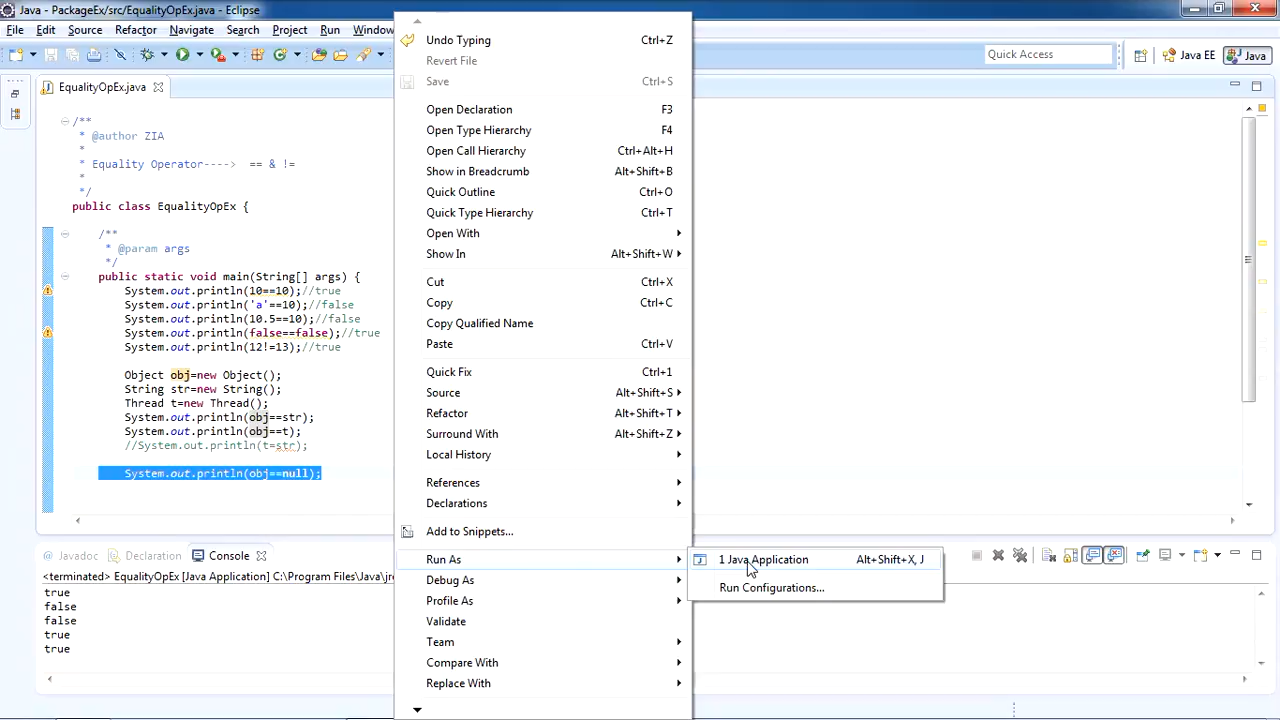 Java - PackageEx/src/EqualityOpEx.java - Eclipse
File Edit Source Refactor Navigate Search Project Run Window
Quick Access
Java EE
Java
EqualityOpEx.java
/**
* @author ZIA
*
* Equality Operator----> == & !=
*
*/
public class EqualityOpEx {
/**
* @param args
*/
public static void main(String[] args) {
System.out.println(10==10);//true
System.out.println('a'==10);//false
System.out.println(10.5==10);//false
System.out.println(false==false);//true
System.out.println(12!=13);//true
Object obj=new Object();
String str=new String();
Thread t=new Thread();
System.out.println(obj==str);
System.out.println(obj==t);
//System.out.println(t=str);
System.out.println(obj==null);
Undo Typing Ctrl+Z
Revert File
Save Ctrl+S
Open Declaration F3
Open Type Hierarchy F4
Open Call Hierarchy Ctrl+Alt+H
Show in Breadcrumb Alt+Shift+B
Quick Outline Ctrl+O
Quick Type Hierarchy Ctrl+T
Open With
Show In Alt+Shift+W
Cut Ctrl+X
Copy Ctrl+C
Copy Qualified Name
Paste Ctrl+V
Quick Fix Ctrl+1
Source Alt+Shift+S
Refactor Alt+Shift+T
Surround With Alt+Shift+Z
Local History
References
Declarations
Add to Snippets...
Run As
Debug As
Profile As
Validate
Team
Compare With
Replace With
1 Java Application Alt+Shift+X, J
Run Configurations...
@ Javadoc Declaration Console
<terminated> EqualityOpEx [Java Application] C:\Program Files\Java\jr
true
false
false
true
true